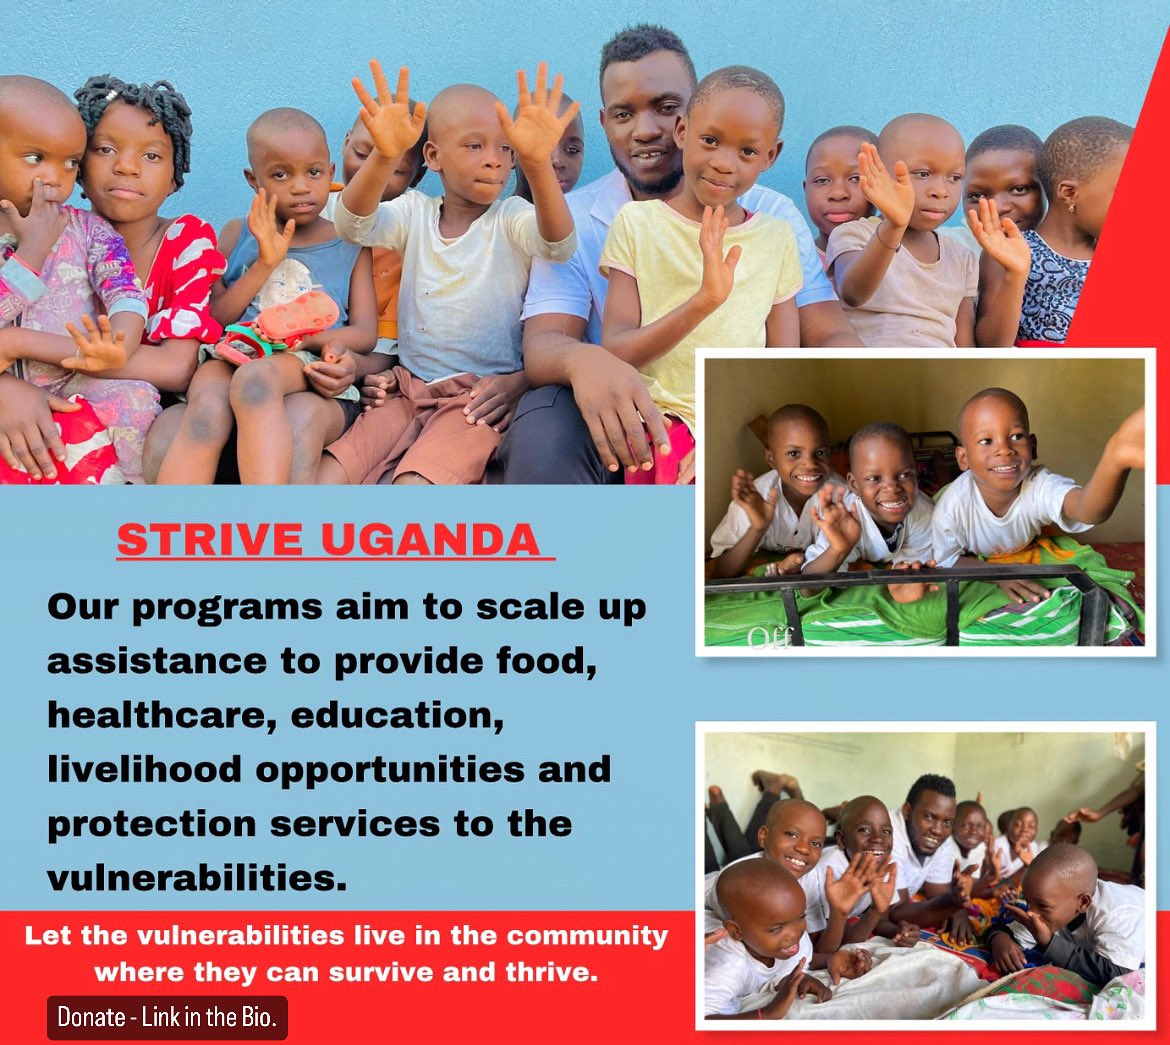 STRIVE UGANDA
Our programs aim to scale up
assistance to provide food,
healthcare, education,
livelihood opportunities and
protection services to the
vulnerabilities.
Off
Let the vulnerabilities live in the community
where they can survive and thrive.
Donate - Link in the Bio.